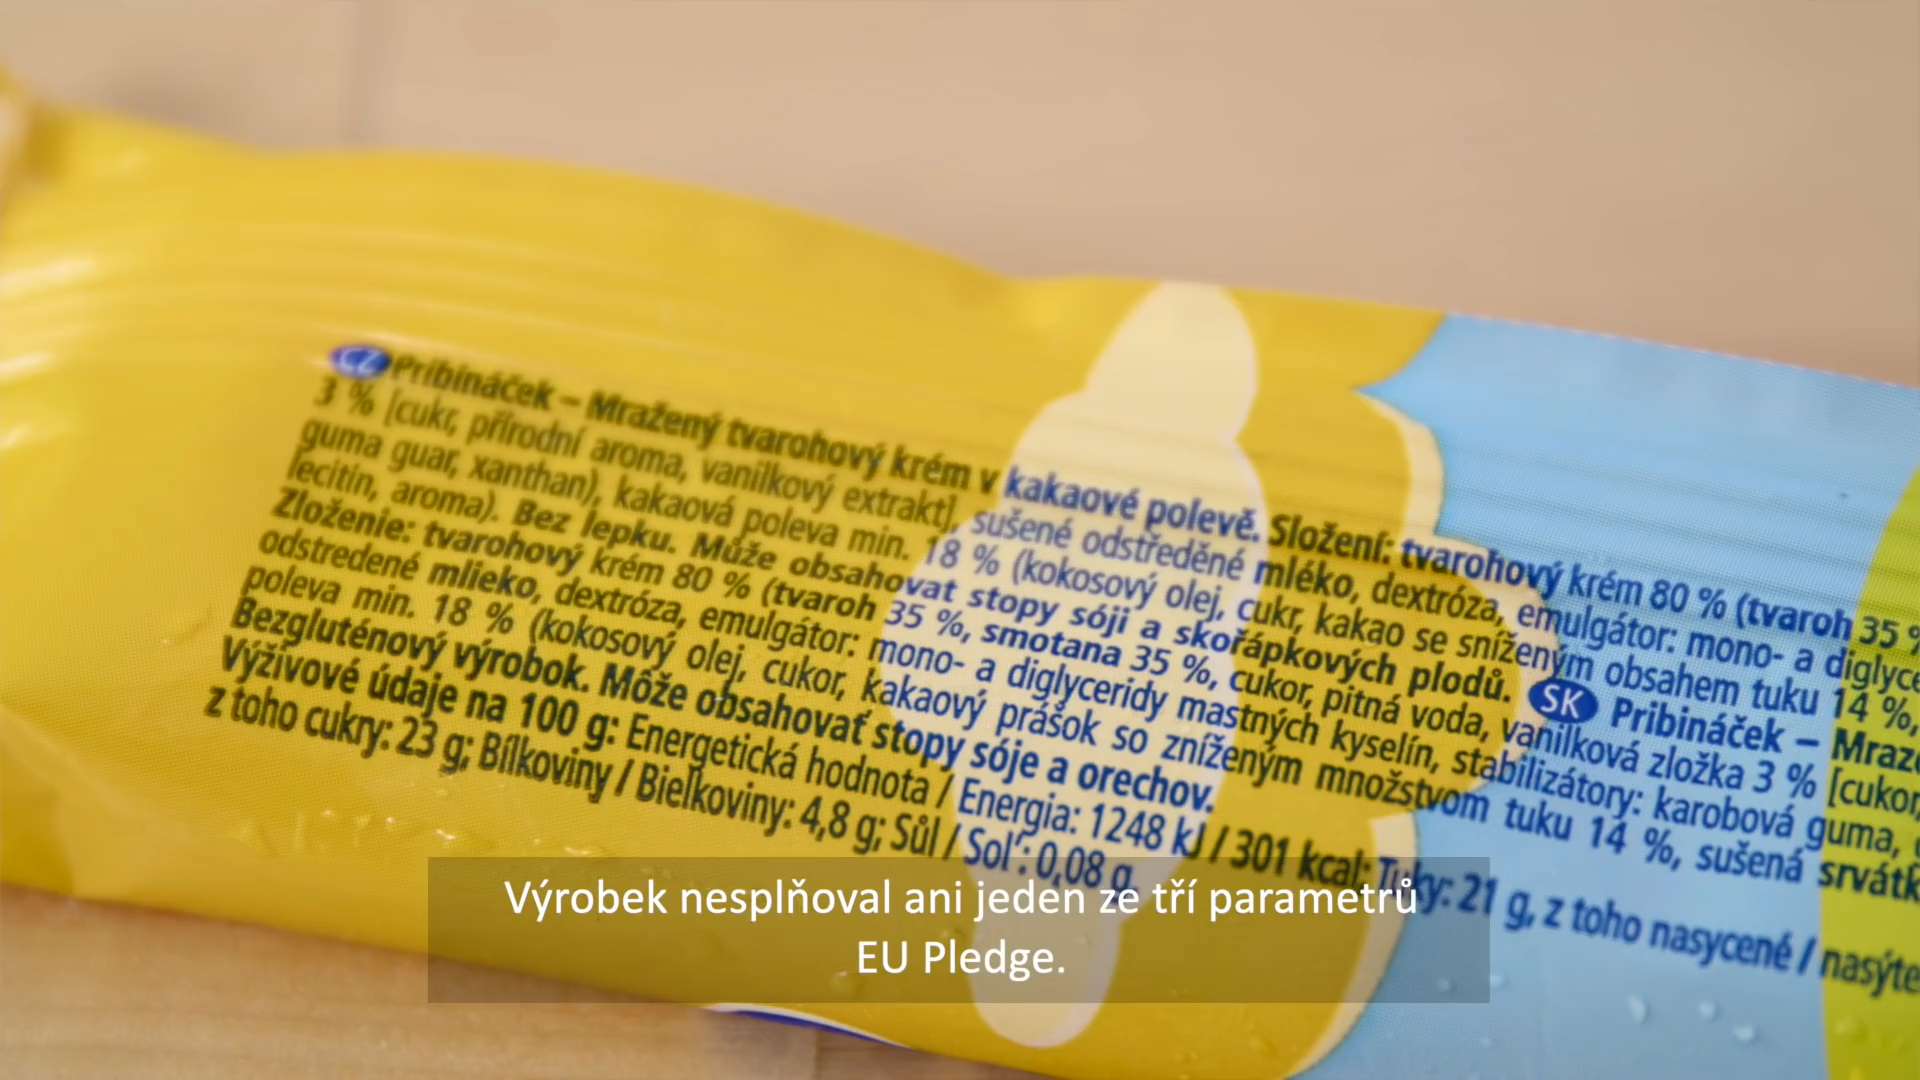 CZ Pribináček – Mražený tvarohový krém v kakaové polevě. Složení: tvarohový krém 80 % (tvaroh 35 %
3 % [cukr, přírodní aroma, vanilkový extrakt], sušené odstředěné mléko, dextróza, emulgátor: mono- a diglyce
guma guar, xanthan), kakaová poleva min. 18 % (kokosový olej, cukr, kakao se sníženým obsahem tuku 14 %,
lecitin, aroma). Bez lepku. Může obsahovat stopy sóji a skořápkových plodů. SK Pribináček – Mraz
Zloženie: tvarohový krém 80 % (tvaroh 35 %, smotana 35 %, cukor, pitná voda, vanilková zložka 3 % [cukor
odstredené mlieko, dextróza, emulgátor: mono- a diglyceridy mastných kyselín, stabilizátory: karobová guma,
poleva min. 18 % (kokosový olej, cukor, kakaový prášok so zníženým množstvom tuku 14 %, sušená srvátk
Bezgluténový výrobok. Môže obsahovať stopy sóje a orechov.
Výživové údaje na 100 g: Energetická hodnota / Energia: 1248 kJ / 301 kcal; Tuky: 21 g, z toho nasycené / nasýte
z toho cukry: 23 g; Bílkoviny / Bielkoviny: 4,8 g; Sůl / Soľ: 0,08 g.
Výrobek nesplňoval ani jeden ze tří parametrů
EU Pledge.